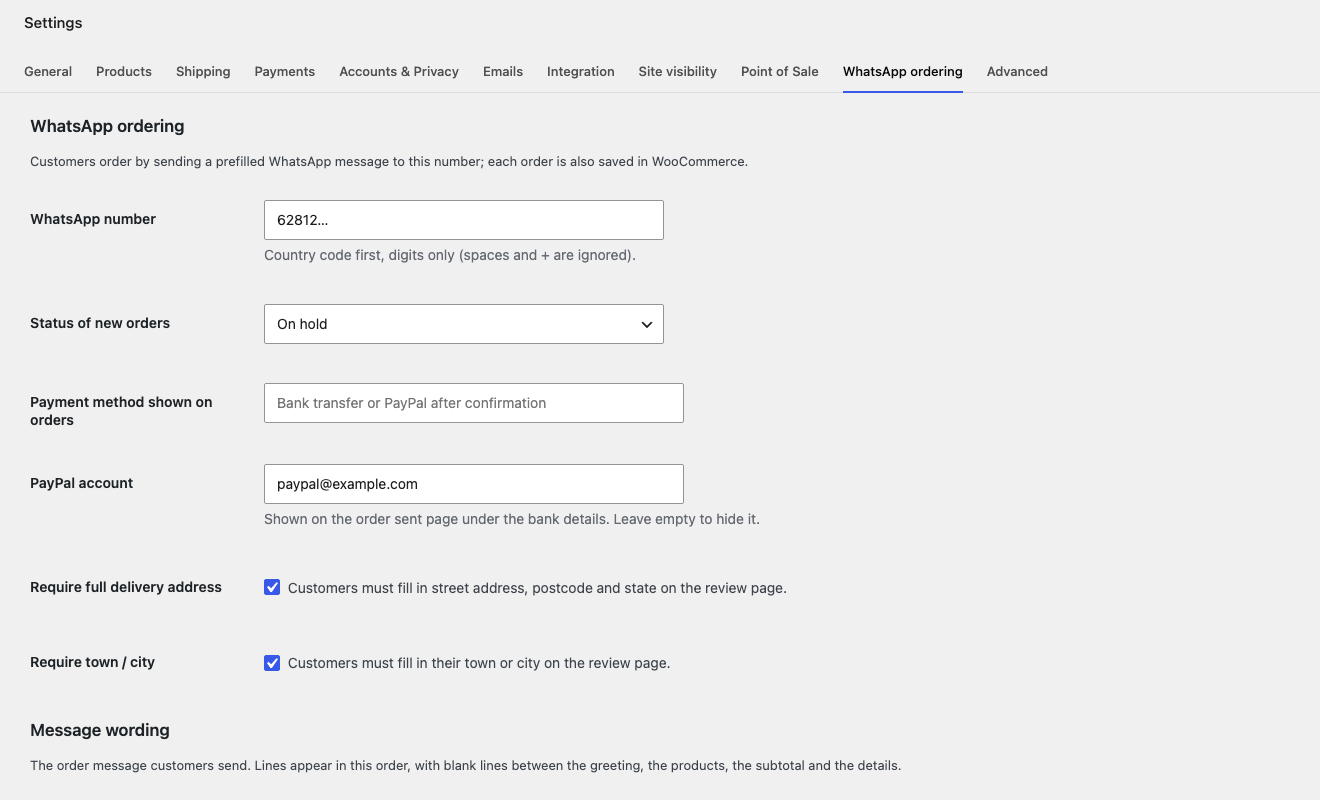 Settings
General Products Shipping Payments Accounts & Privacy Emails Integration Site visibility Point of Sale WhatsApp ordering Advanced
WhatsApp ordering
Customers order by sending a prefilled WhatsApp message to this number; each order is also saved in WooCommerce.
WhatsApp number
62812...
Country code first, digits only (spaces and + are ignored).
Status of new orders
On hold
Payment method shown on
orders
Bank transfer or PayPal after confirmation
PayPal account
paypal@example.com
Shown on the order sent page under the bank details. Leave empty to hide it.
Require full delivery address
Customers must fill in street address, postcode and state on the review page.
Require town / city
Customers must fill in their town or city on the review page.
Message wording
The order message customers send. Lines appear in this order, with blank lines between the greeting, the products, the subtotal and the details.